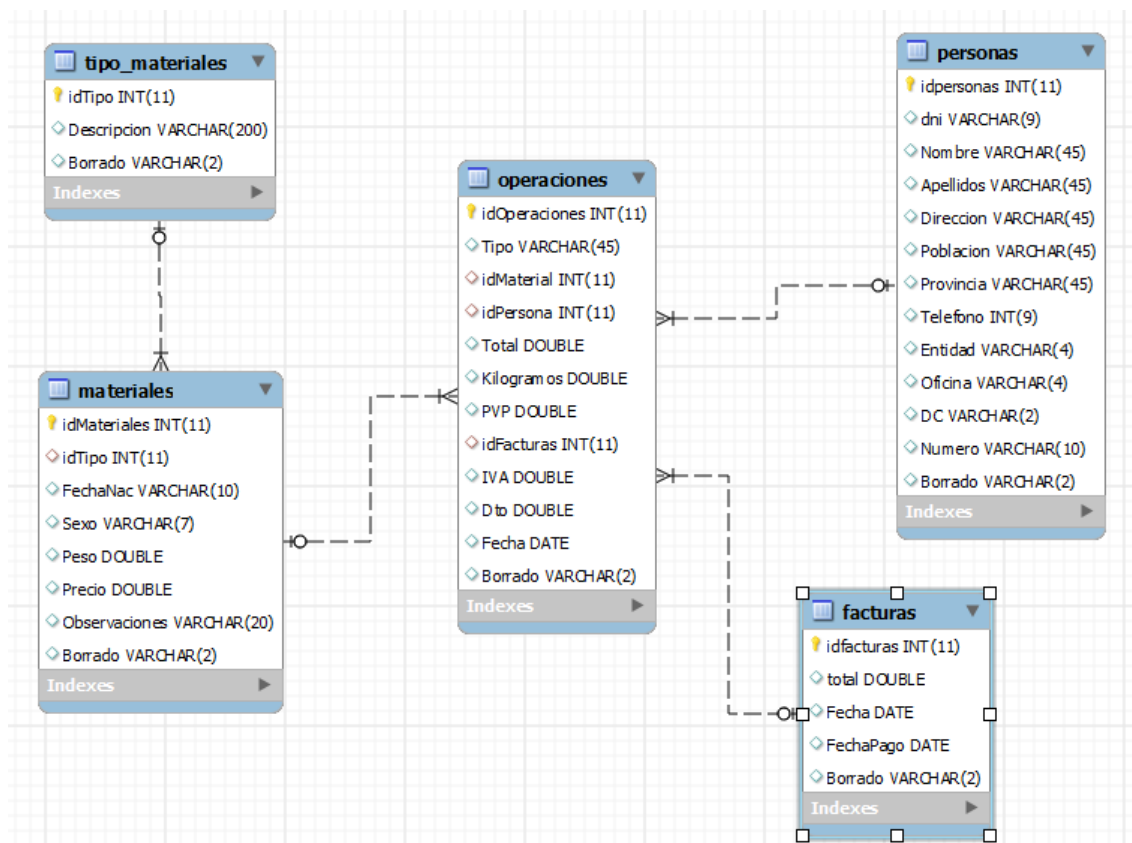 tipo_materiales
idTipo INT(11)
Descripcion VARCHAR(200)
Borrado VARCHAR(2)
Indexes
materiales
idMateriales INT(11)
idTipo INT(11)
FechaNac VARCHAR(10)
Sexo VARCHAR(7)
Peso DOUBLE
Precio DOUBLE
Observaciones VARCHAR(20)
Borrado VARCHAR(2)
Indexes
operaciones
idOperaciones INT(11)
Tipo VARCHAR(45)
idMaterial INT(11)
idPersona INT(11)
Total DOUBLE
Kilogramos DOUBLE
PVP DOUBLE
idFacturas INT(11)
IVA DOUBLE
Dto DOUBLE
Fecha DATE
Borrado VARCHAR(2)
Indexes
personas
idpersonas INT(11)
dni VARCHAR(9)
Nombre VARCHAR(45)
Apellidos VARCHAR(45)
Direccion VARCHAR(45)
Poblacion VARCHAR(45)
Provincia VARCHAR(45)
Telefono INT(9)
Entidad VARCHAR(4)
Oficina VARCHAR(4)
DC VARCHAR(2)
Numero VARCHAR(10)
Borrado VARCHAR(2)
Indexes
facturas
idfacturas INT(11)
total DOUBLE
Fecha DATE
FechaPago DATE
Borrado VARCHAR(2)
Indexes